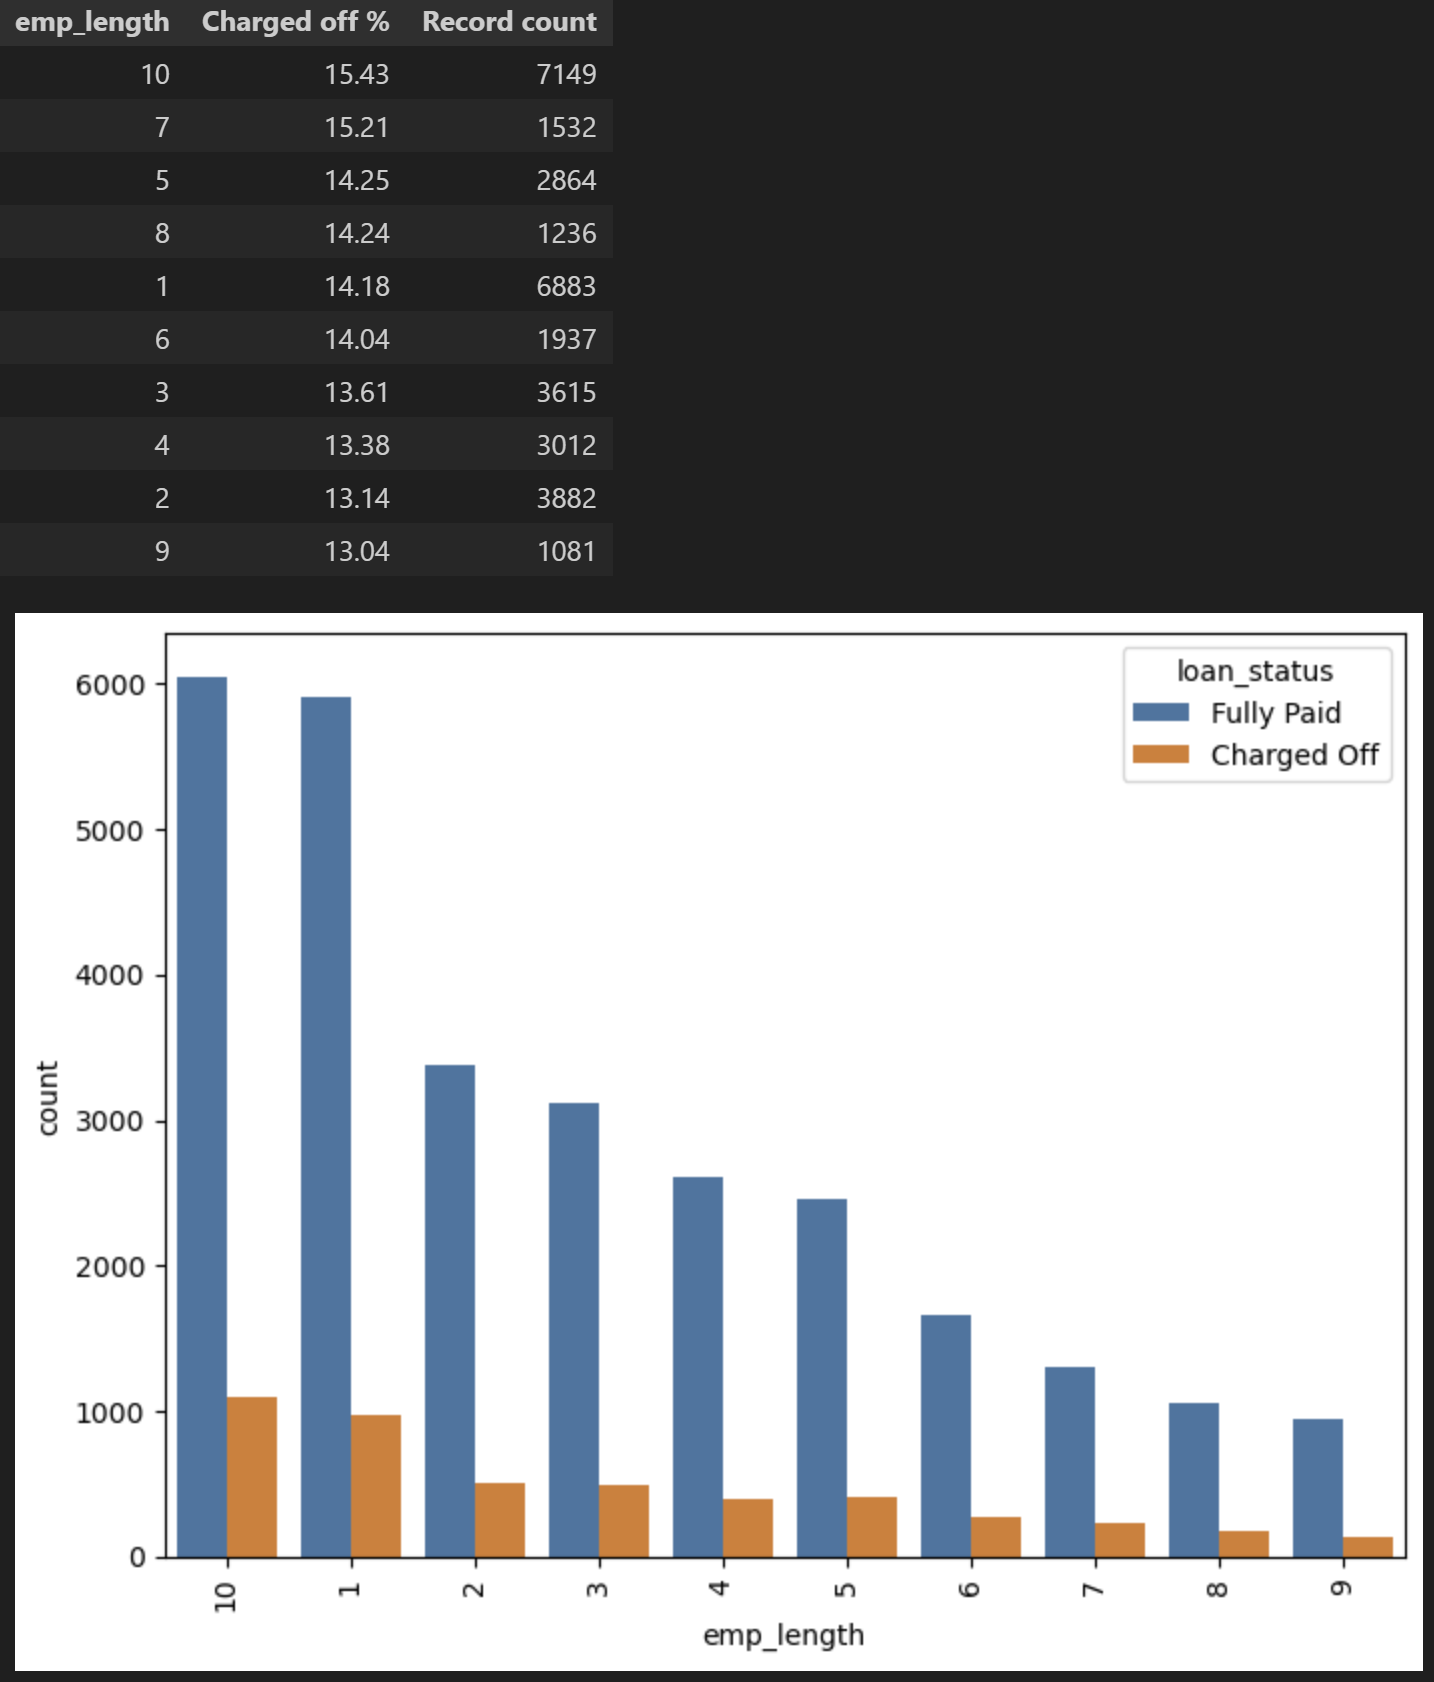 emp_length Charged off % Record count
10 15.43 7149
7 15.21 1532
5 14.25 2864
8 14.24 1236
1 14.18 6883
6 14.04 1937
3 13.61 3615
4 13.38 3012
2 13.14 3882
9 13.04 1081
loan_status
Fully Paid
Charged Off
6000
5000
4000
3000
2000
1000
0
count
10 1 2 3 4 5 6 7 8 9
emp_length